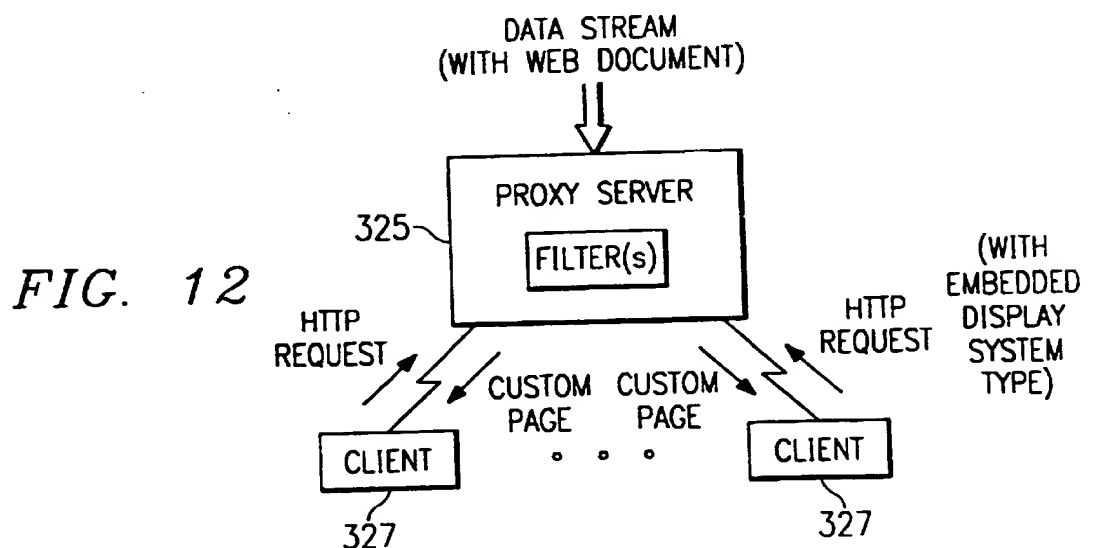 DATA STREAM
(WITH WEB DOCUMENT)
PROXY SERVER
325
FILTER(s)
FIG. 12
HTTP
REQUEST
CUSTOM
PAGE
CUSTOM
PAGE
HTTP
REQUEST
(WITH
EMBEDDED
DISPLAY
SYSTEM
TYPE)
CLIENT
CLIENT
327
327